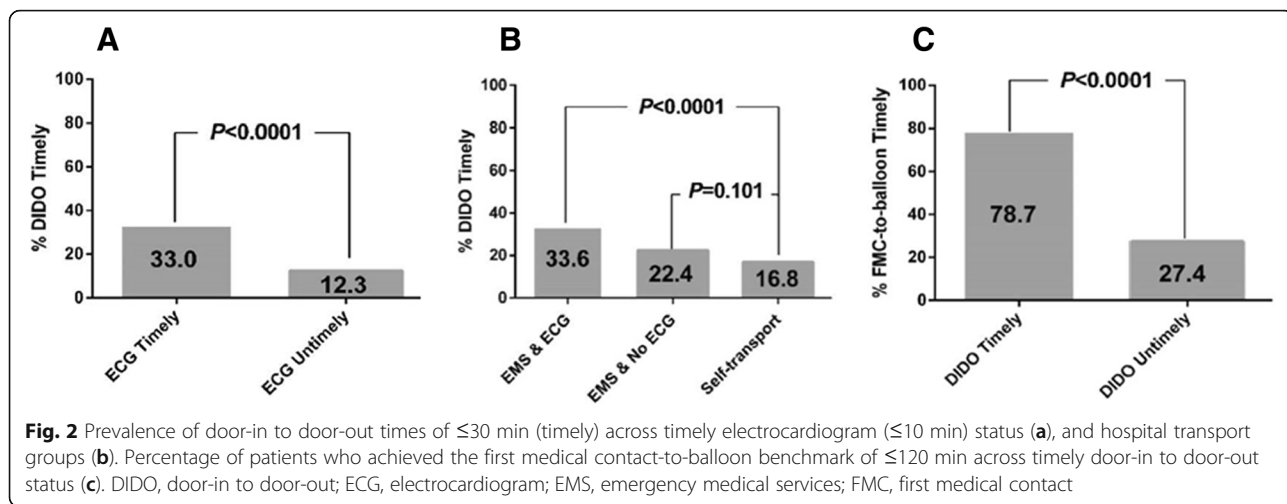 A
B
C
% DIDO Timely
100
80
60
40
20
0
P<0.0001
33.0
12.3
ECG Timely
ECG Untimely
% DIDO Timely
100
80
60
40
20
0
P<0.0001
P=0.101
33.6
22.4
16.8
EMS & ECG
EMS & No ECG
Self-transport
% FMC-to-balloon Timely
100
80
60
40
20
0
P<0.0001
78.7
27.4
DIDO Timely
DIDO Untimely
Fig. 2 Prevalence of door-in to door-out times of ≤30 min (timely) across timely electrocardiogram (≤10 min) status (a), and hospital transport
groups (b). Percentage of patients who achieved the first medical contact-to-balloon benchmark of ≤120 min across timely door-in to door-out
status (c). DIDO, door-in to door-out; ECG, electrocardiogram; EMS, emergency medical services; FMC, first medical contact